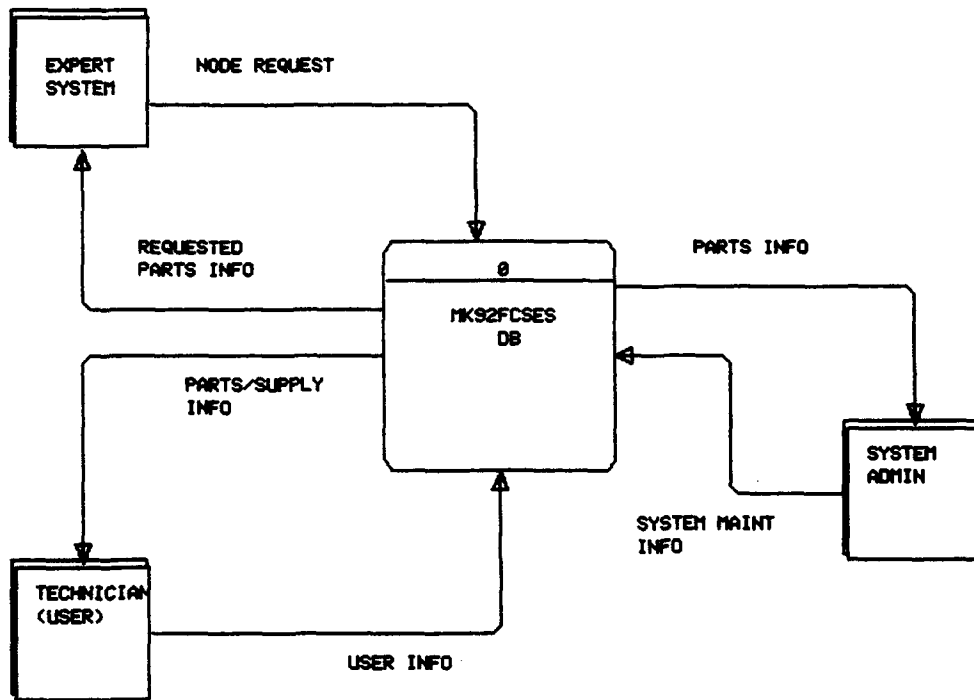 EXPERT
SYSTEM
NODE REQUEST
REQUESTED
PARTS INFO
PARTS INFO
0
MK92FCSES
DB
PARTS/SUPPLY
INFO
SYSTEM
ADMIN
SYSTEM MAINT
INFO
TECHNICIAN
(USER)
USER INFO